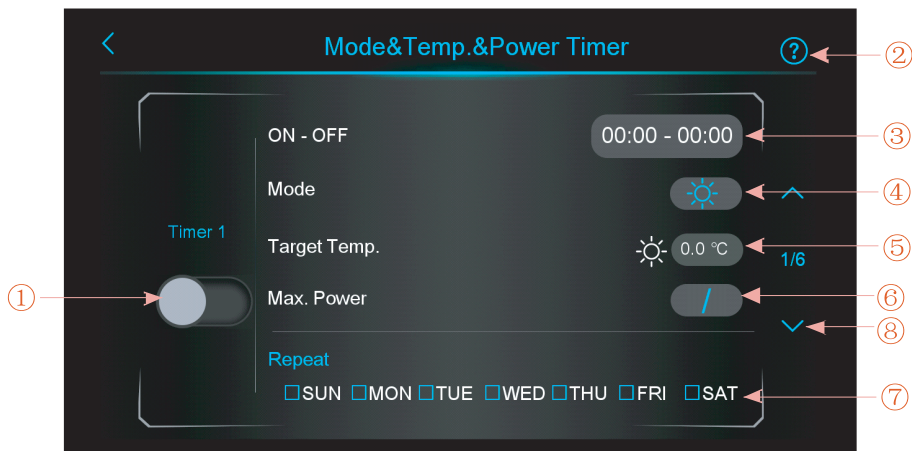 Mode&Temp.&Power Timer
?
②
ON - OFF
00:00 - 00:00
③
Mode
④
Timer 1
Target Temp.
0.0 ℃
⑤
1/6
①
Max. Power
/
⑥
⑧
Repeat
SUN MON TUE WED THU FRI SAT
⑦